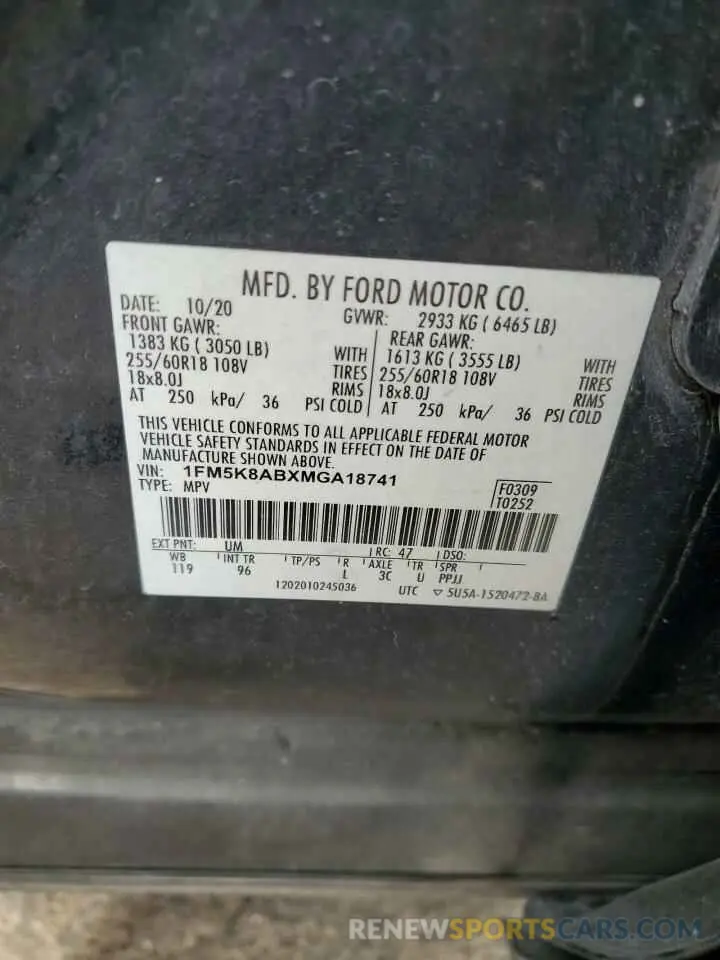 MFD. BY FORD MOTOR CO.
DATE: 10/20 GVWR: 2933 KG ( 6465 LB)
FRONT GAWR: REAR GAWR:
1383 KG ( 3050 LB) WITH 1613 KG ( 3555 LB) WITH
255/60R18 108V TIRES 255/60R18 108V TIRES
18x8.0J RIMS 18x8.0J RIMS
AT 250 kPa/ 36 PSI COLD AT 250 kPa/ 36 PSI COLD
THIS VEHICLE CONFORMS TO ALL APPLICABLE FEDERAL MOTOR
VEHICLE SAFETY STANDARDS IN EFFECT ON THE DATE OF
MANUFACTURE SHOWN ABOVE.
VIN: 1FM5K8ABXMGA18741
TYPE: MPV F0309
T0252
EXT PNT: UM RC: 47 DSO:
WB INT TR TP/PS R AXLE TR SPR
119 96 L 3C U PPJJ
1202010245036 UTC ▽ 5U5A-1520472-BA
RENEWSPORTSCARS.COM